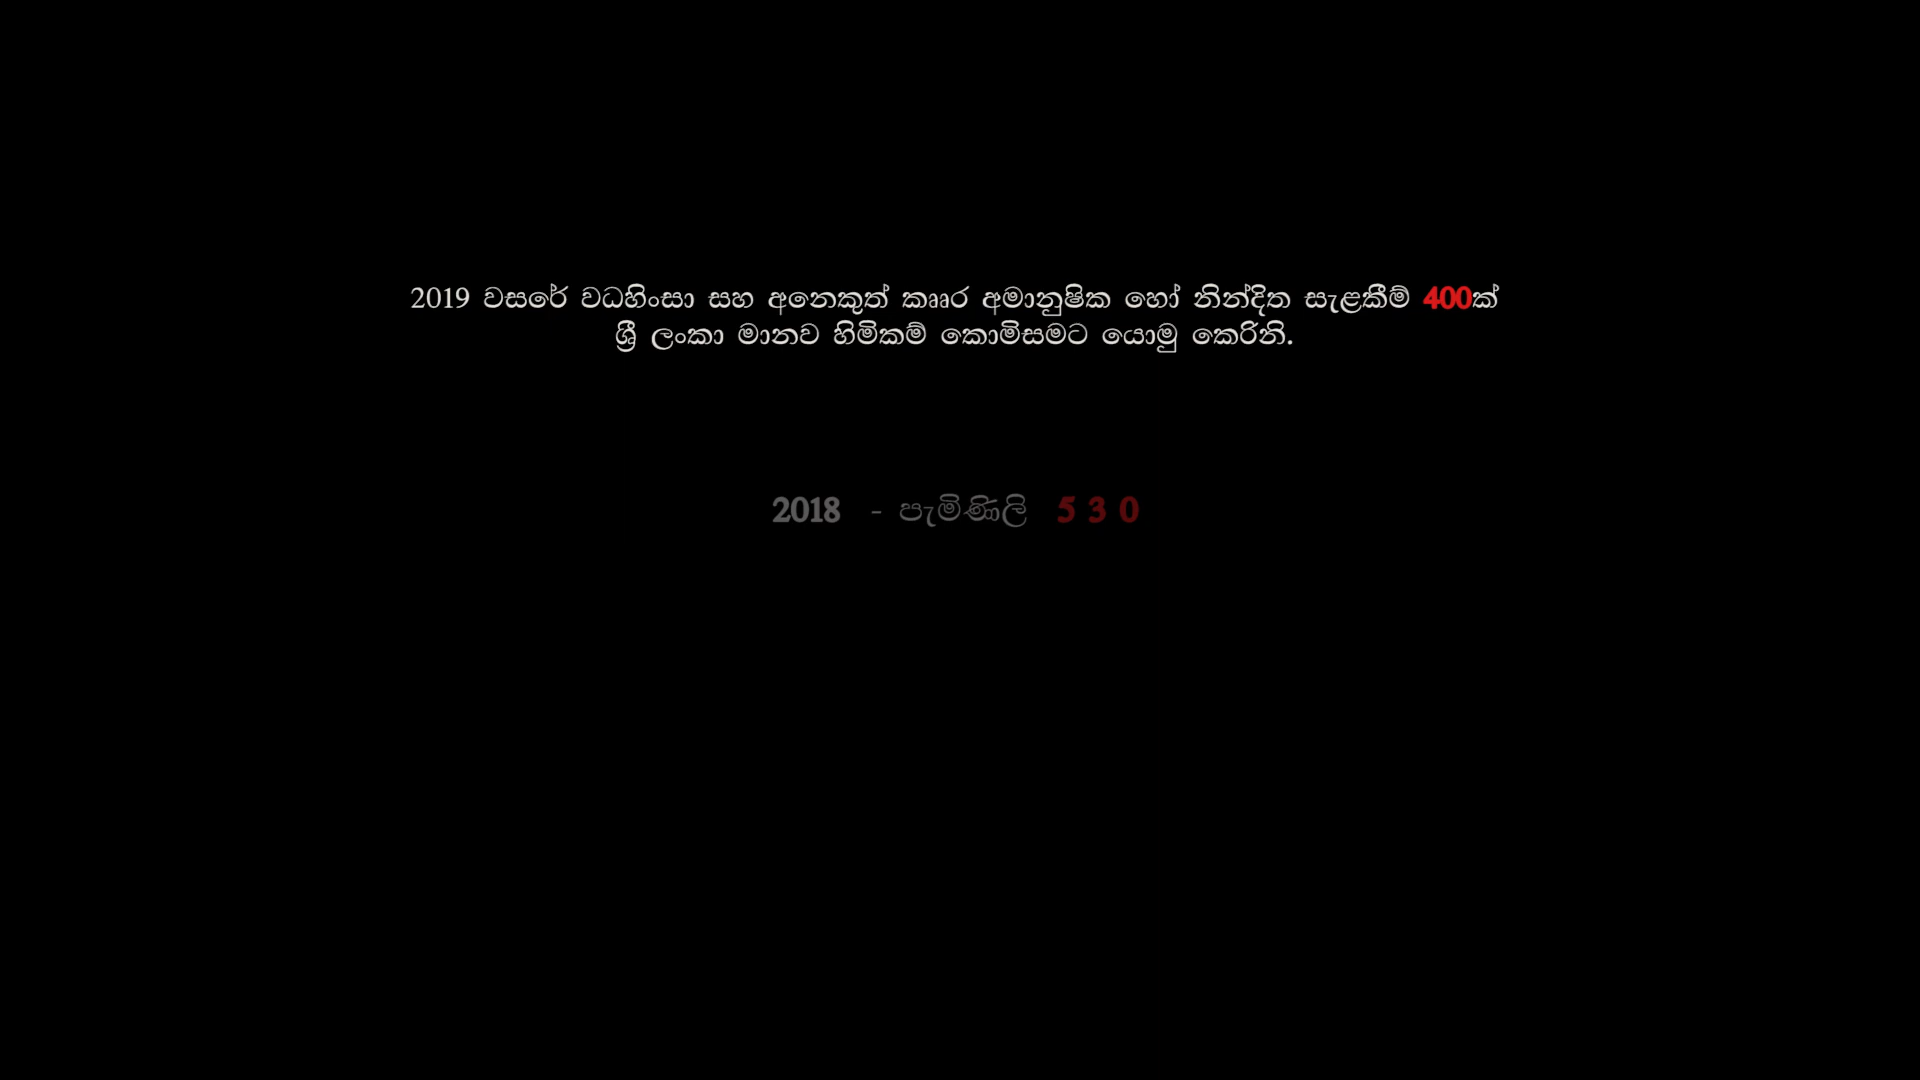 2019 වසරේ වධහිංසා සහ අනෙකුත් කෲර අමානුෂික හෝ නින්දිත සැළකීම් 400ක්
ශ්‍රී ලංකා මානව හිමිකම් කොමිසමට යොමු කෙරිනි.
2018 - පැමිණිලි 5 3 0